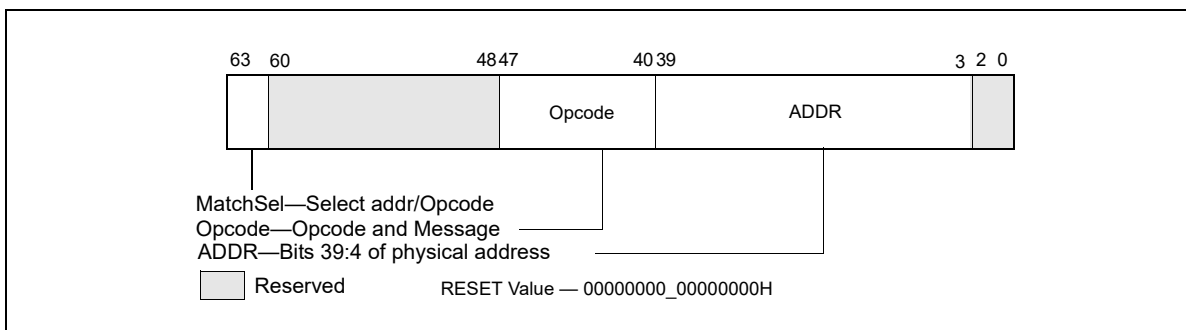 63 60 48 47 40 39 3 2 0
Opcode ADDR
MatchSel—Select addr/Opcode
Opcode—Opcode and Message
ADDR—Bits 39:4 of physical address
Reserved RESET Value — 00000000_00000000H